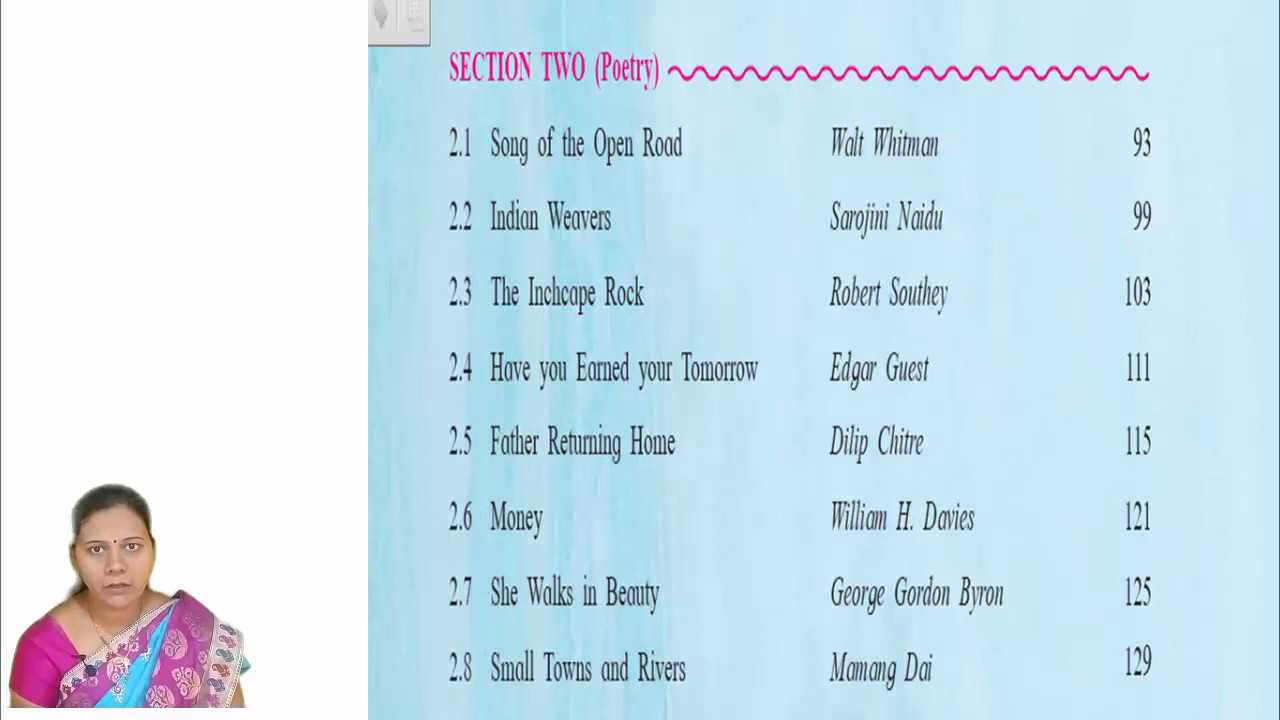 SECTION TWO (Poetry)
2.1 Song of the Open Road Walt Whitman 93
2.2 Indian Weavers Sarojini Naidu 99
2.3 The Inchcape Rock Robert Southey 103
2.4 Have you Earned your Tomorrow Edgar Guest 111
2.5 Father Returning Home Dilip Chitre 115
2.6 Money William H. Davies 121
2.7 She Walks in Beauty George Gordon Byron 125
2.8 Small Towns and Rivers Mamang Dai 129